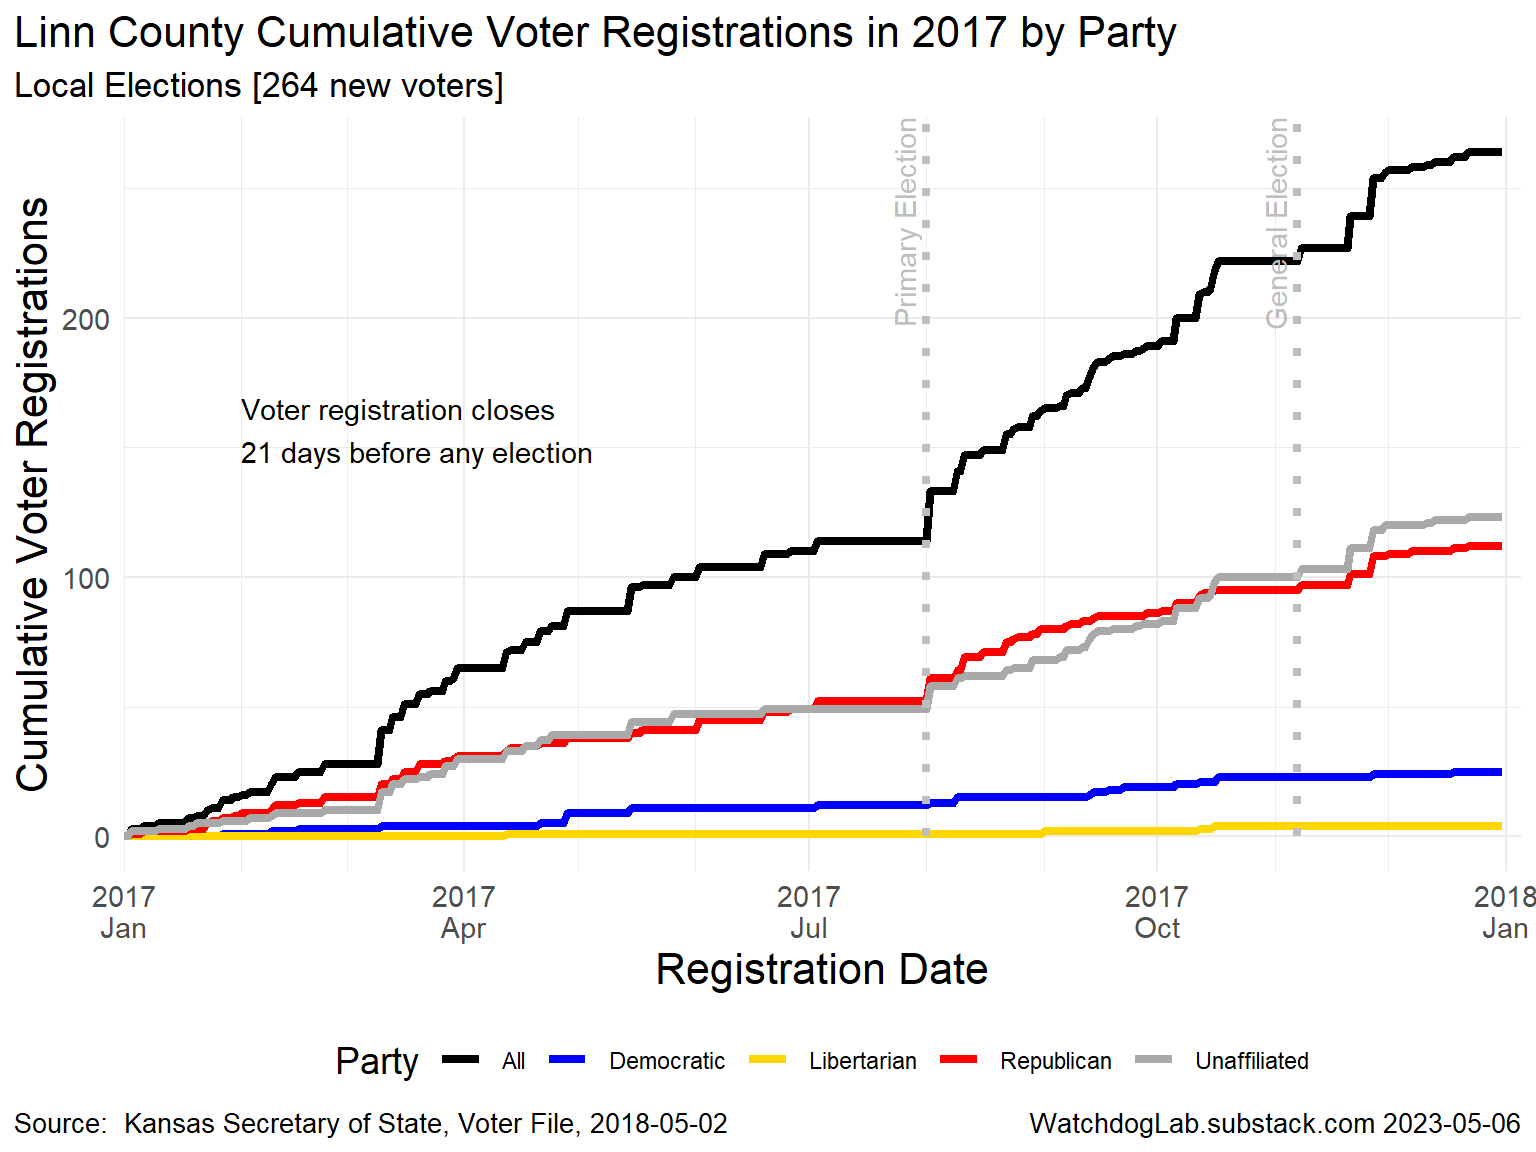 Linn County Cumulative Voter Registrations in 2017 by Party
Local Elections [264 new voters]
Cumulative Voter Registrations
200
100
0
Primary Election
General Election
Voter registration closes
21 days before any election
2017 2017 2017 2017 2018
Jan Apr Jul Oct Jan
Registration Date
Party All Democratic Libertarian Republican Unaffiliated
Source:  Kansas Secretary of State, Voter File, 2018-05-02
WatchdogLab.substack.com 2023-05-06